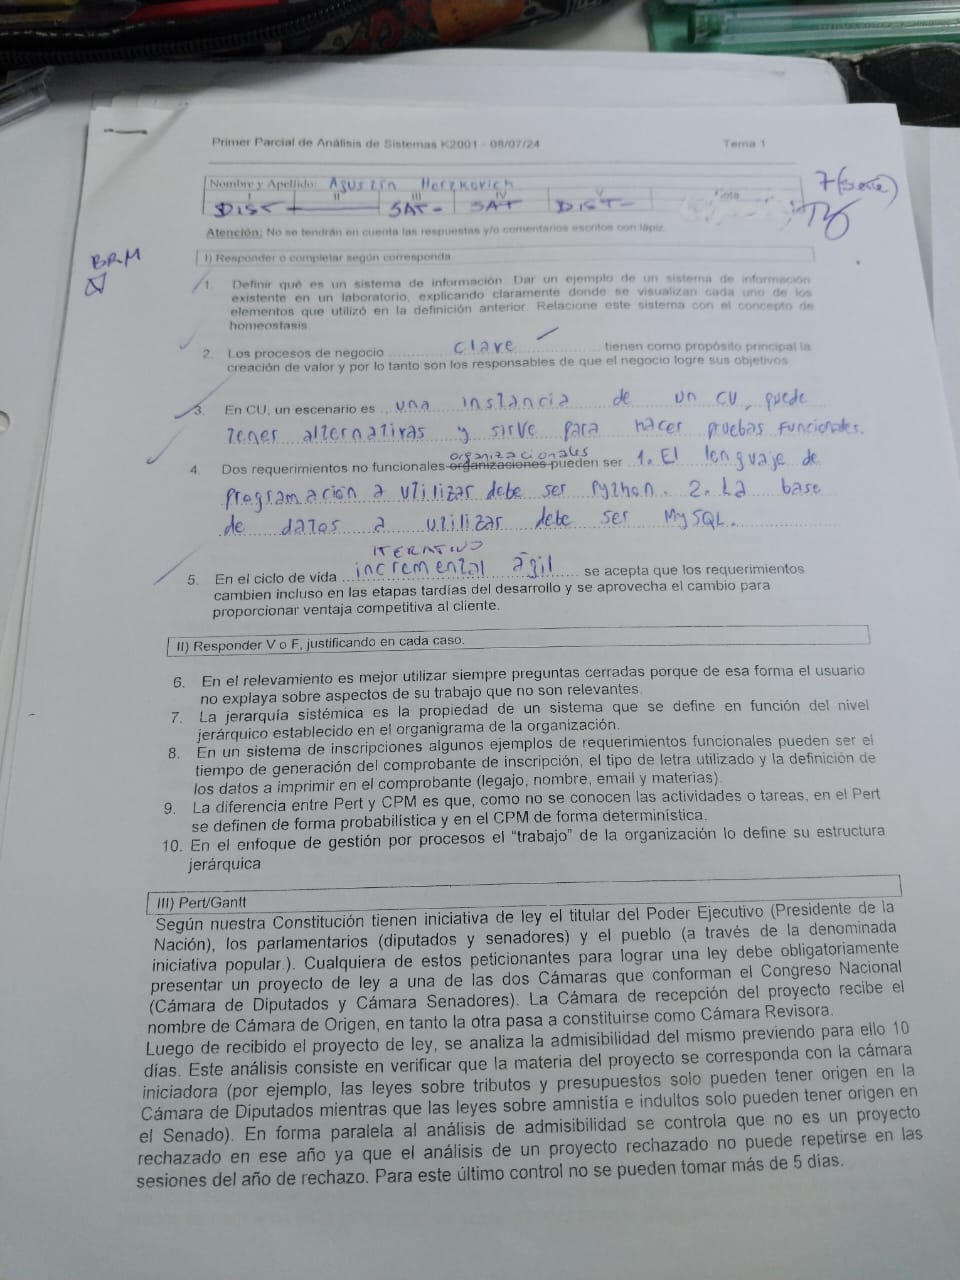 Primer Parcial de Análisis de Sistemas K2001 - 08/07/24 Tema 1
Nombre y Apellido: Agustín Herzkovich
I II III IV V Nota
DIST SAT- SAT DIST-
7 (siete)
Atención: No se tendrán en cuenta las respuestas y/o comentarios escritos con lápiz.
BRM
I) Responder o completar según corresponda
1. Definir qué es un sistema de información. Dar un ejemplo de un sistema de información
existente en un laboratorio, explicando claramente donde se visualizan cada uno de los
elementos que utilizó en la definición anterior. Relacione este sistema con el concepto de
homeostasis.
2. Los procesos de negocio clave tienen como propósito principal la
creación de valor y por lo tanto son los responsables de que el negocio logre sus objetivos
3. En CU, un escenario es una instancia de un CU, puede
tener alternativas y sirve para hacer pruebas funcionales.
organizacionales
4. Dos requerimientos no funcionales organizaciones pueden ser 1. El lenguaje de
programación a utilizar debe ser Python. 2. La base
de datos a utilizar debe ser MySQL.
ITERATIVO
5. En el ciclo de vida incremental ágil se acepta que los requerimientos
cambien incluso en las etapas tardías del desarrollo y se aprovecha el cambio para
proporcionar ventaja competitiva al cliente.
II) Responder V o F, justificando en cada caso.
6. En el relevamiento es mejor utilizar siempre preguntas cerradas porque de esa forma el usuario
no explaya sobre aspectos de su trabajo que no son relevantes.
7. La jerarquía sistémica es la propiedad de un sistema que se define en función del nivel
jerárquico establecido en el organigrama de la organización.
8. En un sistema de inscripciones algunos ejemplos de requerimientos funcionales pueden ser el
tiempo de generación del comprobante de inscripción, el tipo de letra utilizado y la definición de
los datos a imprimir en el comprobante (legajo, nombre, email y materias).
9. La diferencia entre Pert y CPM es que, como no se conocen las actividades o tareas, en el Pert
se definen de forma probabilística y en el CPM de forma determinística.
10. En el enfoque de gestión por procesos el "trabajo" de la organización lo define su estructura
jerárquica
III) Pert/Gantt
Según nuestra Constitución tienen iniciativa de ley el titular del Poder Ejecutivo (Presidente de la
Nación), los parlamentarios (diputados y senadores) y el pueblo (a través de la denominada
iniciativa popular.). Cualquiera de estos peticionantes para lograr una ley debe obligatoriamente
presentar un proyecto de ley a una de las dos Cámaras que conforman el Congreso Nacional
(Cámara de Diputados y Cámara Senadores). La Cámara de recepción del proyecto recibe el
nombre de Cámara de Origen, en tanto la otra pasa a constituirse como Cámara Revisora.
Luego de recibido el proyecto de ley, se analiza la admisibilidad del mismo previendo para ello 10
días. Este análisis consiste en verificar que la materia del proyecto se corresponda con la cámara
iniciadora (por ejemplo, las leyes sobre tributos y presupuestos solo pueden tener origen en la
Cámara de Diputados mientras que las leyes sobre amnistía e indultos solo pueden tener origen en
el Senado). En forma paralela al análisis de admisibilidad se controla que no es un proyecto
rechazado en ese año ya que el análisis de un proyecto rechazado no puede repetirse en las
sesiones del año de rechazo. Para este último control no se pueden tomar más de 5 días.